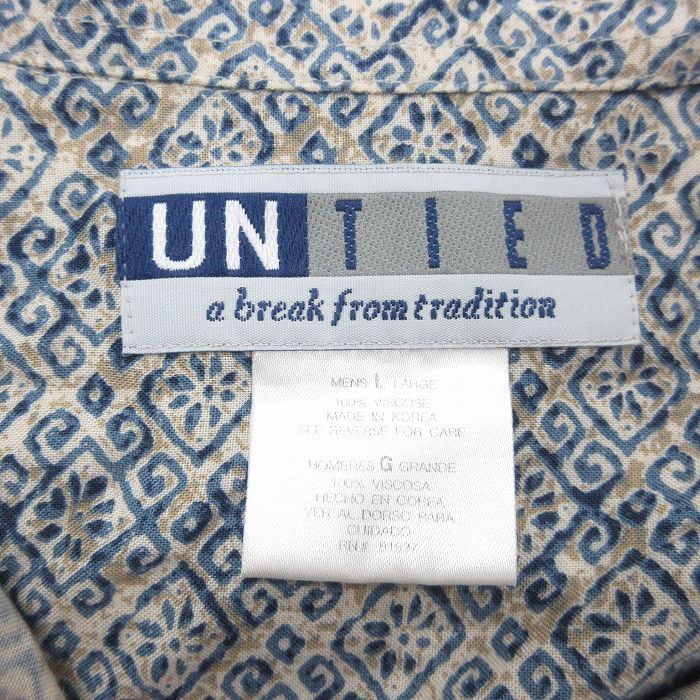 UNTIED
a break from tradition
MENS L LARGE
100% VISCOSE
MADE IN KOREA
SEE REVERSE FOR CARE
HOMBRES G GRANDE
100% VISCOSA
HECHO EN COREA
VER AL DORSO PARA
CUIDADO
RN#